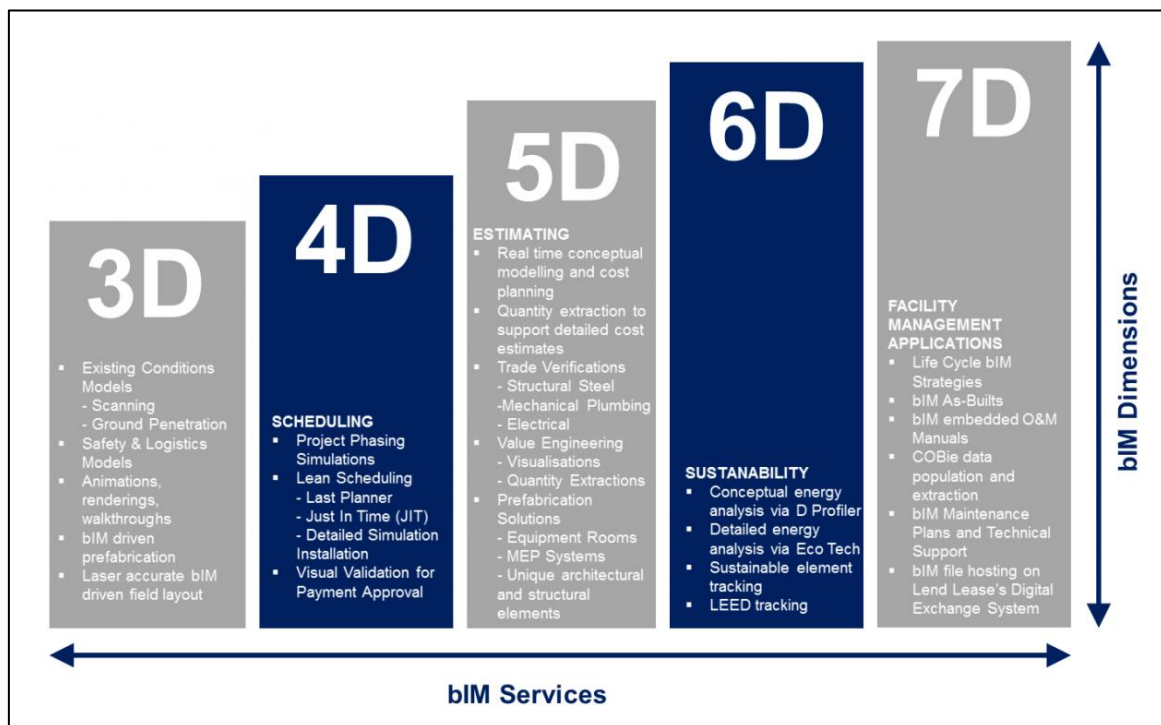 3D
▪ Existing Conditions
Models
- Scanning
- Ground Penetration
▪ Safety & Logistics
Models
▪ Animations,
renderings,
walkthroughs
▪ bIM driven
prefabrication
▪ Laser accurate bIM
driven field layout
4D
SCHEDULING
▪ Project Phasing
Simulations
▪ Lean Scheduling
- Last Planner
- Just In Time (JIT)
- Detailed Simulation
Installation
▪ Visual Validation for
Payment Approval
5D
ESTIMATING
▪ Real time conceptual
modelling and cost
planning
▪ Quantity extraction to
support detailed cost
estimates
▪ Trade Verifications
- Structural Steel
-Mechanical Plumbing
- Electrical
▪ Value Engineering
- Visualisations
- Quantity Extractions
▪ Prefabrication
Solutions
- Equipment Rooms
- MEP Systems
- Unique architectural
and structural
elements
6D
SUSTANABILITY
▪ Conceptual energy
analysis via D Profiler
▪ Detailed energy
analysis via Eco Tech
▪ Sustainable element
tracking
▪ LEED tracking
7D
FACILITY
MANAGEMENT
APPLICATIONS
▪ Life Cycle bIM
Strategies
▪ bIM As-Builts
▪ bIM embedded O&M
Manuals
▪ COBie data
population and
extraction
▪ bIM Maintenance
Plans and Technical
Support
▪ bIM file hosting on
Lend Lease's Digital
Exchange System
bIM Dimensions
bIM Services